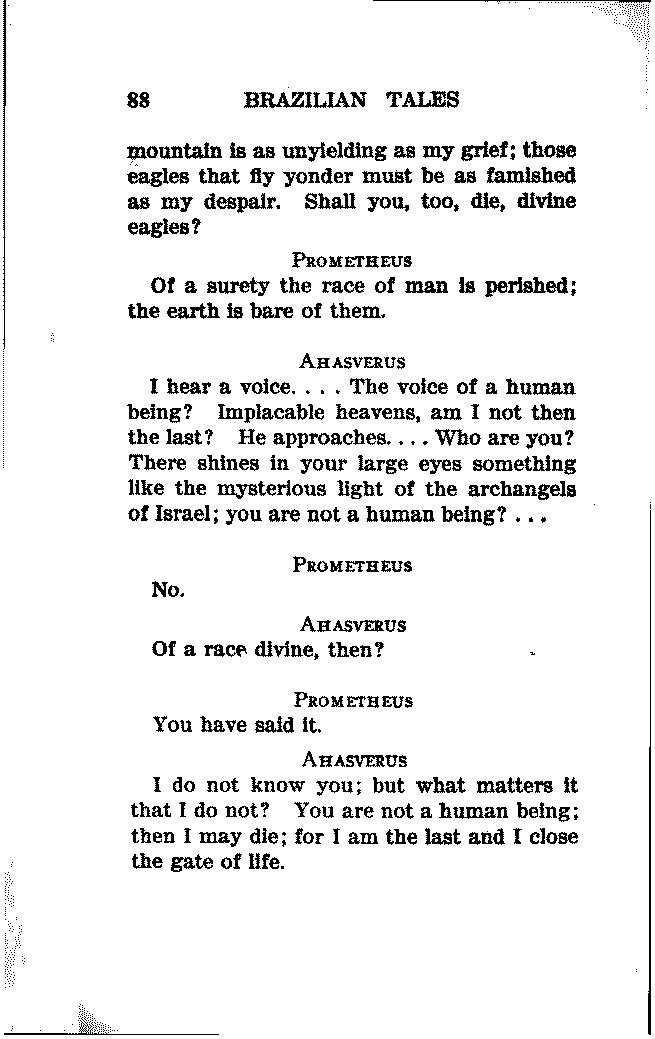 88 BRAZILIAN TALES
mountain is as unyielding as my grief; those
eagles that fly yonder must be as famished
as my despair. Shall you, too, die, divine
eagles?
PROMETHEUS
Of a surety the race of man is perished;
the earth is bare of them.
AHASVERUS
I hear a voice. . . . The voice of a human
being? Implacable heavens, am I not then
the last? He approaches. . . . Who are you?
There shines in your large eyes something
like the mysterious light of the archangels
of Israel; you are not a human being? . . .
PROMETHEUS
No.
AHASVERUS
Of a race divine, then?
PROMETHEUS
You have said it.
AHASVERUS
I do not know you; but what matters it
that I do not? You are not a human being;
then I may die; for I am the last and I close
the gate of life.